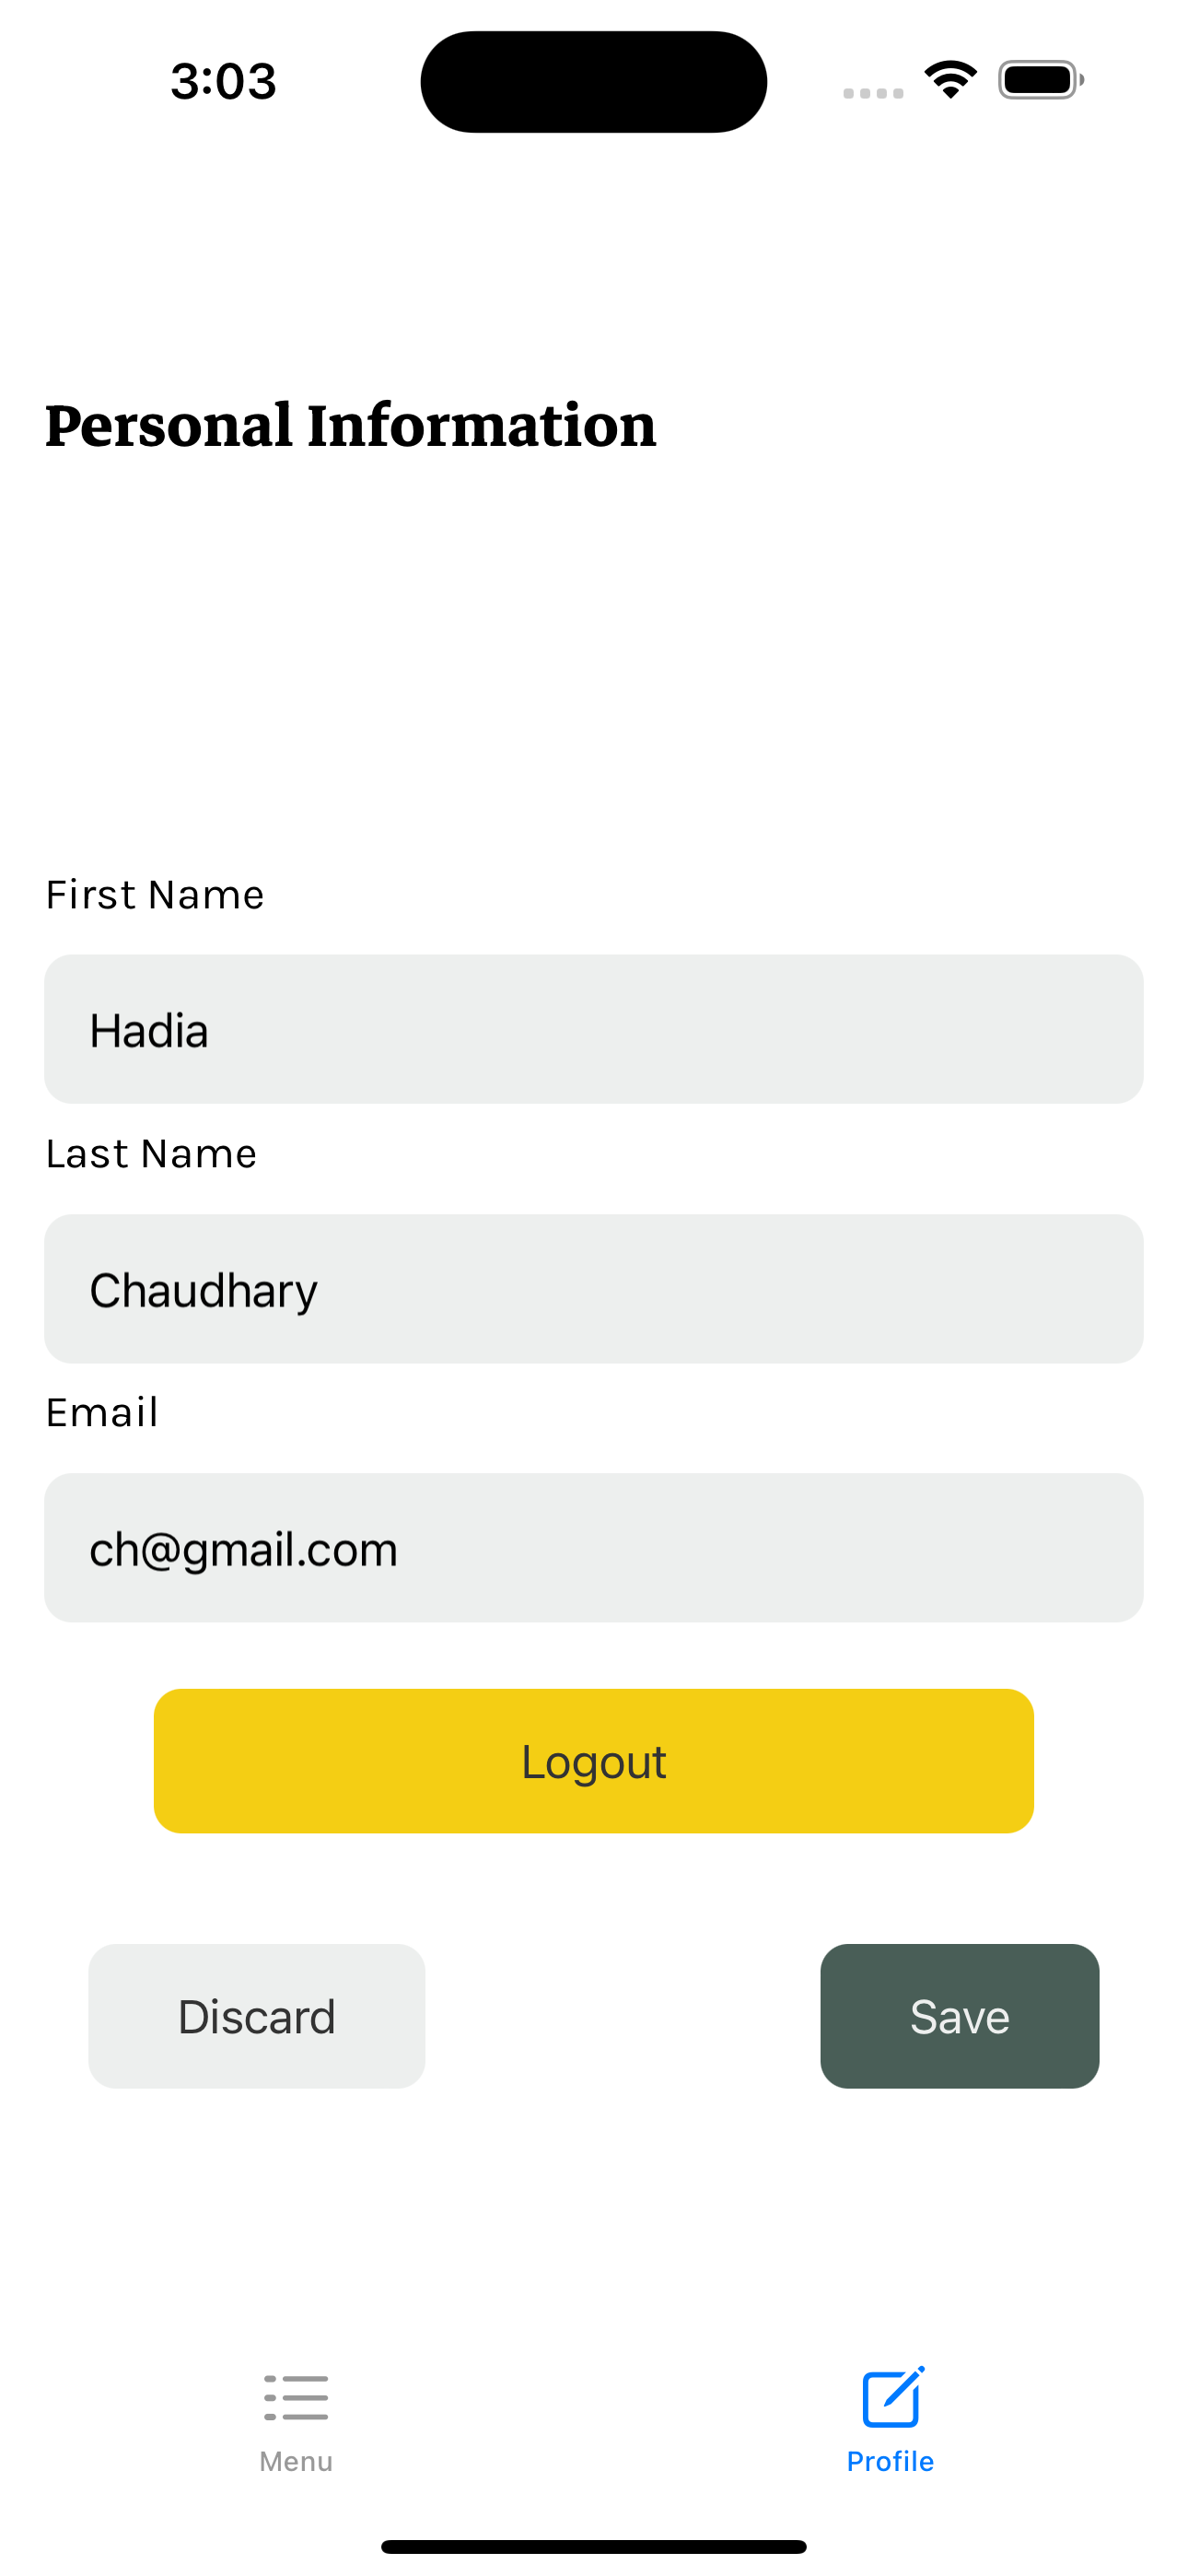 3:03
Personal Information
First Name
Hadia
Last Name
Chaudhary
Email
ch@gmail.com
Logout
Discard Save
Menu Profile